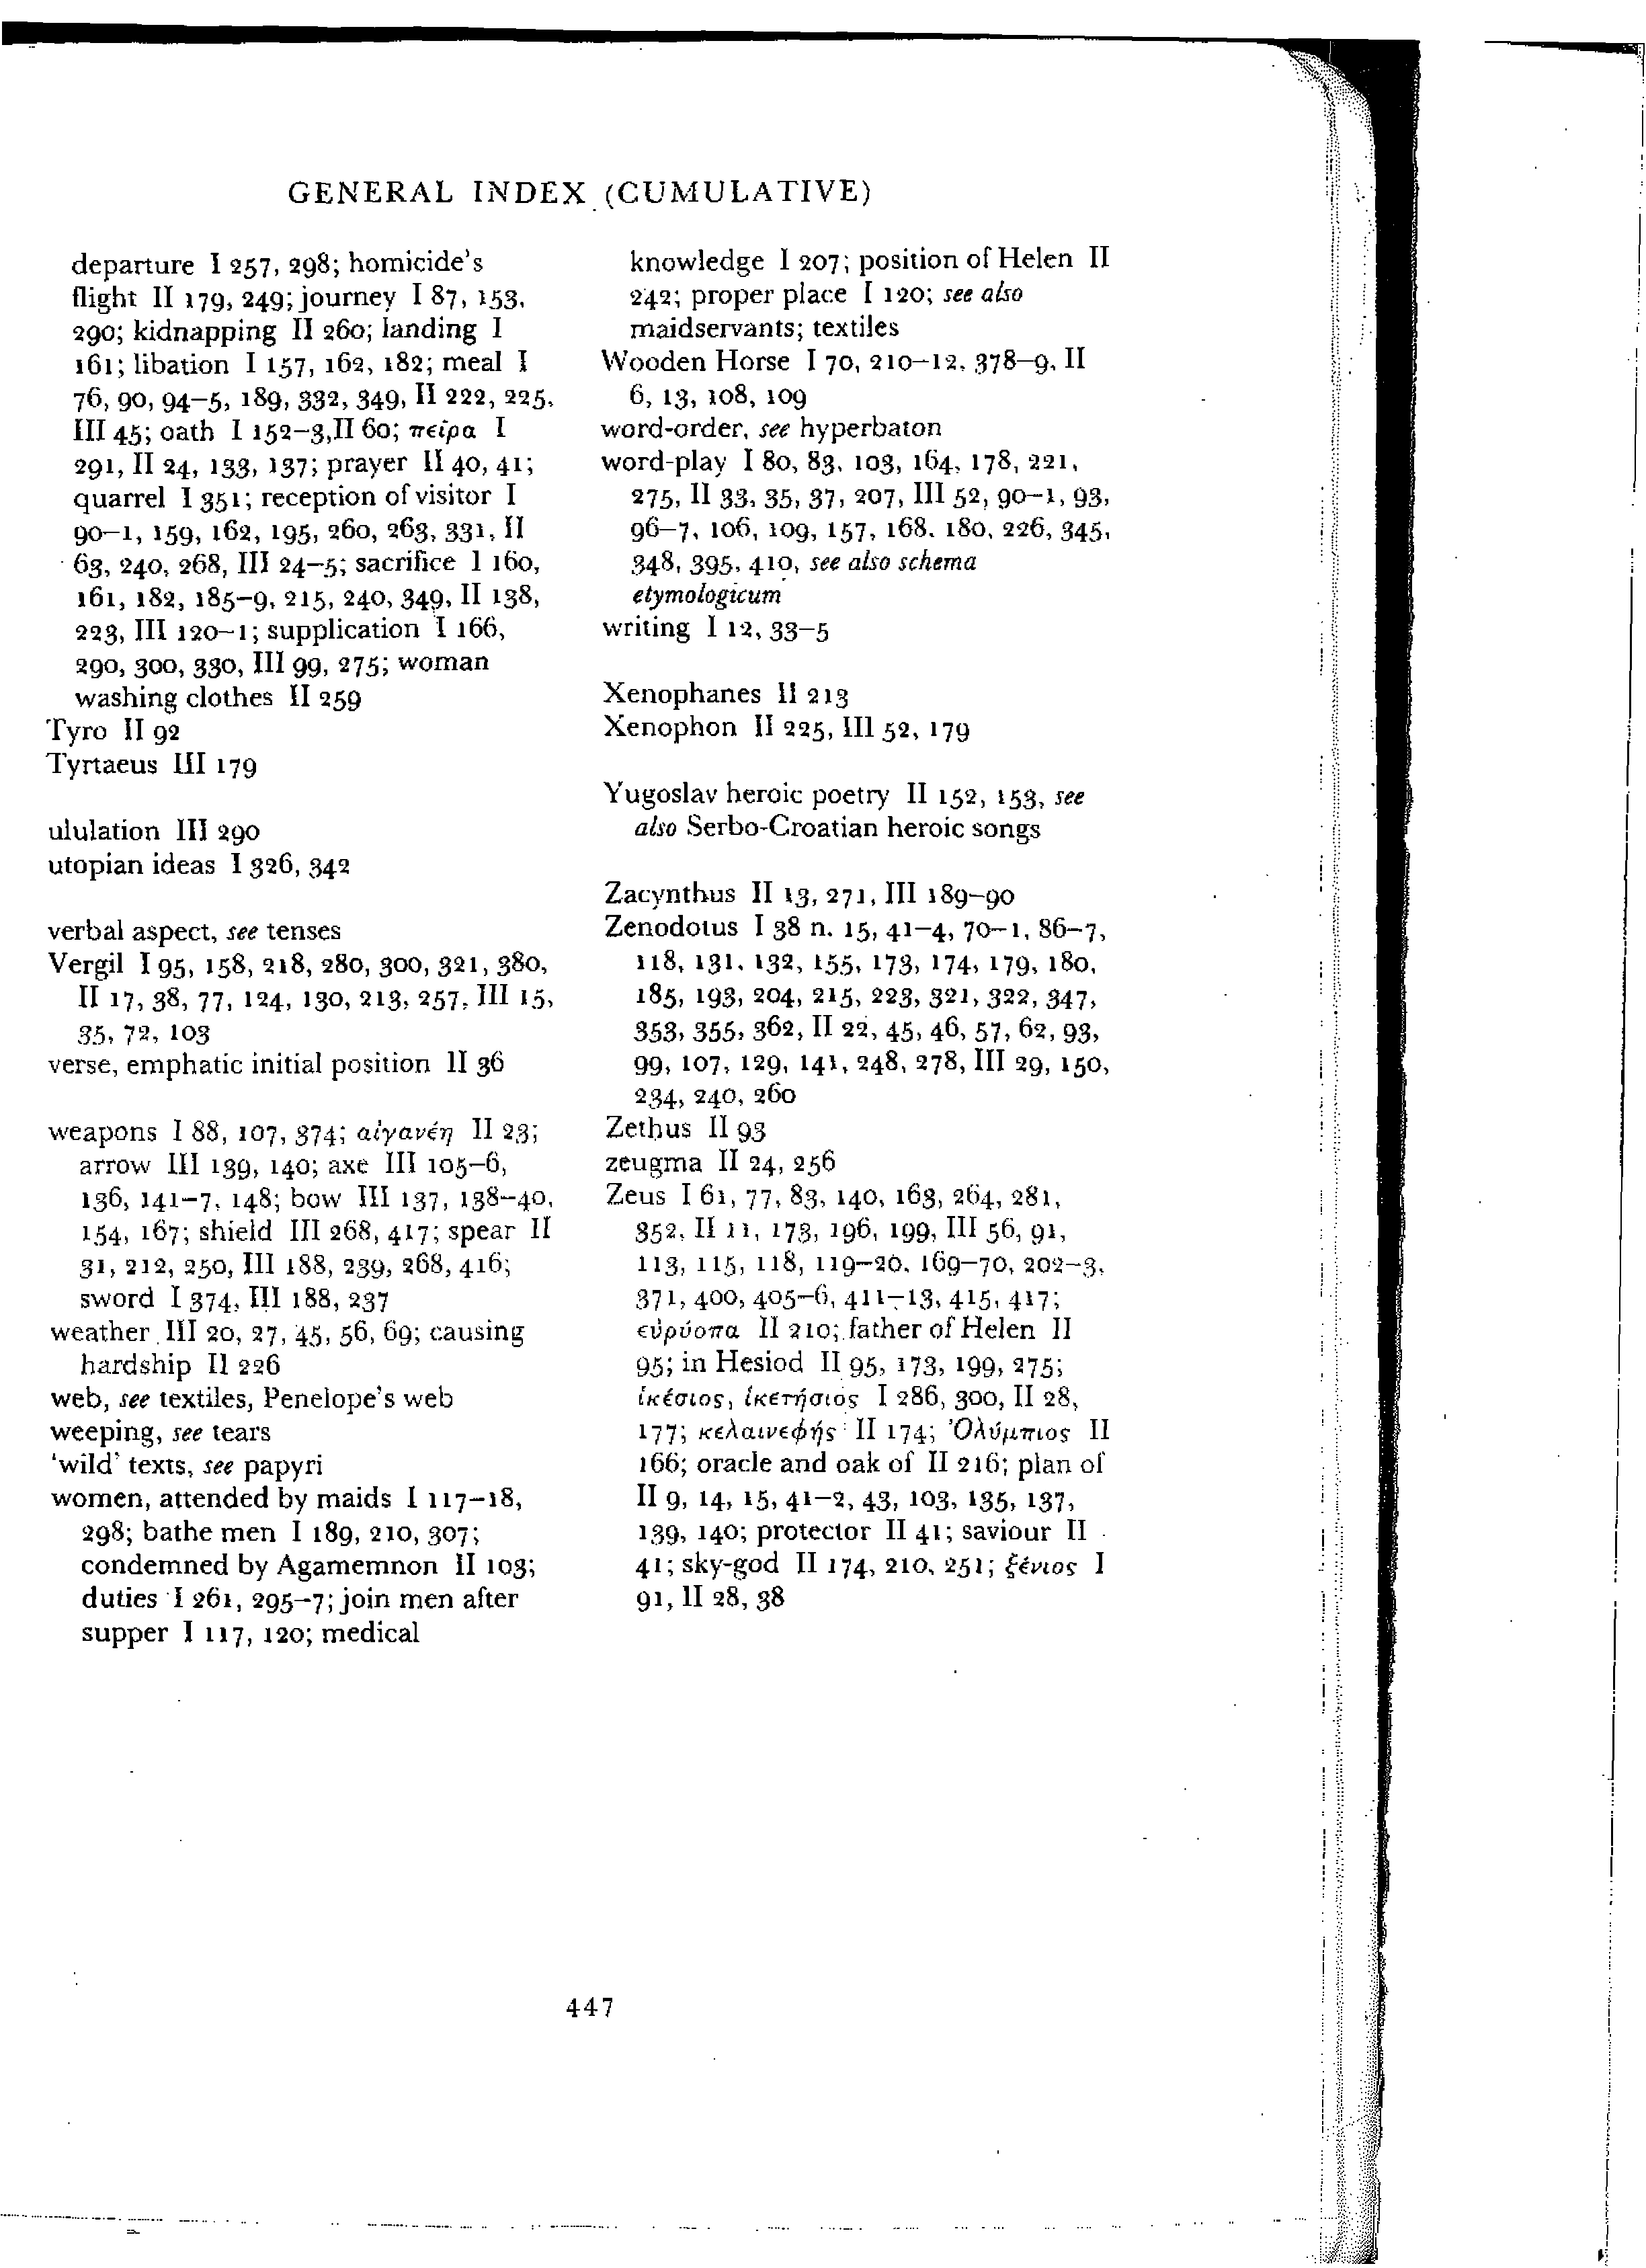 GENERAL INDEX (CUMULATIVE)
departure I 257, 298; homicide's
flight II 179, 249; journey I 87, 153,
290; kidnapping II 260; landing I
161; libation I 157, 162, 182; meal I
76, 90, 94–5, 189, 332, 349, II 222, 225,
III 45; oath I 152–3, II 60; πεῖρα I
291, II 24, 133, 137; prayer II 40, 41;
quarrel I 351; reception of visitor I
90–1, 159, 162, 195, 260, 263, 331, II
63, 240, 268, III 24–5; sacrifice I 160,
161, 182, 185–9, 215, 240, 349, II 138,
223, III 120–1; supplication I 166,
290, 300, 330, III 99, 275; woman
washing clothes II 259
Tyro II 92
Tyrtaeus III 179
ululation III 290
utopian ideas I 326, 342
verbal aspect, see tenses
Vergil I 95, 158, 218, 280, 300, 321, 380,
II 17, 38, 77, 124, 130, 213, 257, III 15,
35, 72, 103
verse, emphatic initial position II 36
weapons I 88, 107, 374; αἰγανέη II 23;
arrow III 139, 140; axe III 105–6,
136, 141–7, 148; bow III 137, 138–40,
154, 167; shield III 268, 417; spear II
31, 212, 250, III 188, 239, 268, 416;
sword I 374, III 188, 237
weather III 20, 27, 45, 56, 69; causing
hardship II 226
web, see textiles, Penelope's web
weeping, see tears
'wild' texts, see papyri
women, attended by maids I 117–18,
298; bathe men I 189, 210, 307;
condemned by Agamemnon II 103;
duties I 261, 295–7; join men after
supper I 117, 120; medical
knowledge I 207; position of Helen II
242; proper place I 120; see also
maidservants; textiles
Wooden Horse I 70, 210–12, 378–9, II
6, 13, 108, 109
word-order, see hyperbaton
word-play I 80, 83, 103, 164, 178, 221,
275, II 33, 35, 37, 207, III 52, 90–1, 93,
96–7, 106, 109, 157, 168, 180, 226, 345,
348, 395, 410, see also schema
etymologicum
writing I 12, 33–5
Xenophanes II 213
Xenophon II 225, III 52, 179
Yugoslav heroic poetry II 152, 153, see
also Serbo-Croatian heroic songs
Zacynthus II 13, 271, III 189–90
Zenodotus I 38 n. 15, 41–4, 70–1, 86–7,
118, 131, 132, 155, 173, 174, 179, 180,
185, 193, 204, 215, 223, 321, 322, 347,
353, 355, 362, II 22, 45, 46, 57, 62, 93,
99, 107, 129, 141, 248, 278, III 29, 150,
234, 240, 260
Zethus II 93
zeugma II 24, 256
Zeus I 61, 77, 83, 140, 163, 264, 281,
352, II 11, 173, 196, 199, III 56, 91,
113, 115, 118, 119–20, 169–70, 202–3,
371, 400, 405–6, 411–13, 415, 417;
εὐρύοπα II 210; father of Helen II
95; in Hesiod II 95, 173, 199, 275;
ἱκέσιος, ἱκετήσιος I 286, 300, II 28,
177; κελαινεφής II 174; Ὀλύμπιος II
166; oracle and oak of II 216; plan of
II 9, 14, 15, 41–2, 43, 103, 135, 137,
139, 140; protector II 41; saviour II
41; sky-god II 174, 210, 251; ξένιος I
91, II 28, 38
447